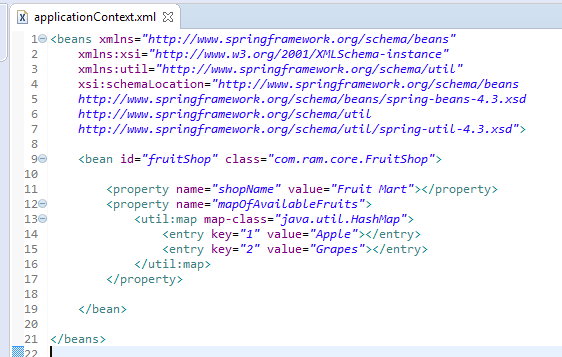 applicationContext.xml
1 <beans xmlns="http://www.springframework.org/schema/beans"
2 xmlns:xsi="http://www.w3.org/2001/XMLSchema-instance"
3 xmlns:util="http://www.springframework.org/schema/util"
4 xsi:schemaLocation="http://www.springframework.org/schema/beans
5 http://www.springframework.org/schema/beans/spring-beans-4.3.xsd
6 http://www.springframework.org/schema/util
7 http://www.springframework.org/schema/util/spring-util-4.3.xsd">
8
9 <bean id="fruitShop" class="com.ram.core.FruitShop">
10
11 <property name="shopName" value="Fruit Mart"></property>
12 <property name="mapOfAvailableFruits">
13 <util:map map-class="java.util.HashMap">
14 <entry key="1" value="Apple"></entry>
15 <entry key="2" value="Grapes"></entry>
16 </util:map>
17 </property>
18
19 </bean>
20
21 </beans>
22